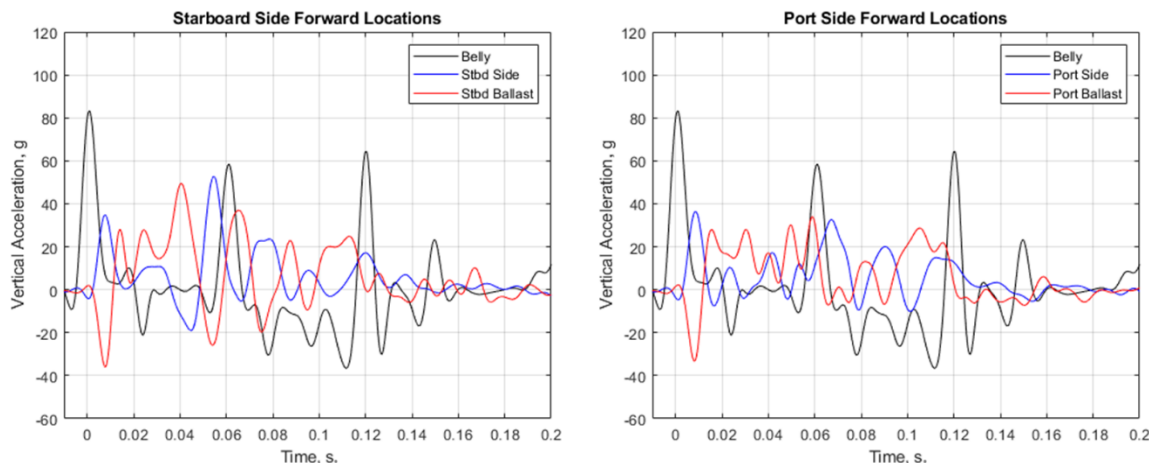 Starboard Side Forward Locations
120
100
80
60
40
20
0
-20
-40
-60
Vertical Acceleration, g
Belly
Stbd Side
Stbd Ballast
0 0.02 0.04 0.06 0.08 0.1 0.12 0.14 0.16 0.18 0.2
Time, s.
Port Side Forward Locations
120
100
80
60
40
20
0
-20
-40
-60
Vertical Acceleration, g
Belly
Port Side
Port Ballast
0 0.02 0.04 0.06 0.08 0.1 0.12 0.14 0.16 0.18 0.2
Time, s.